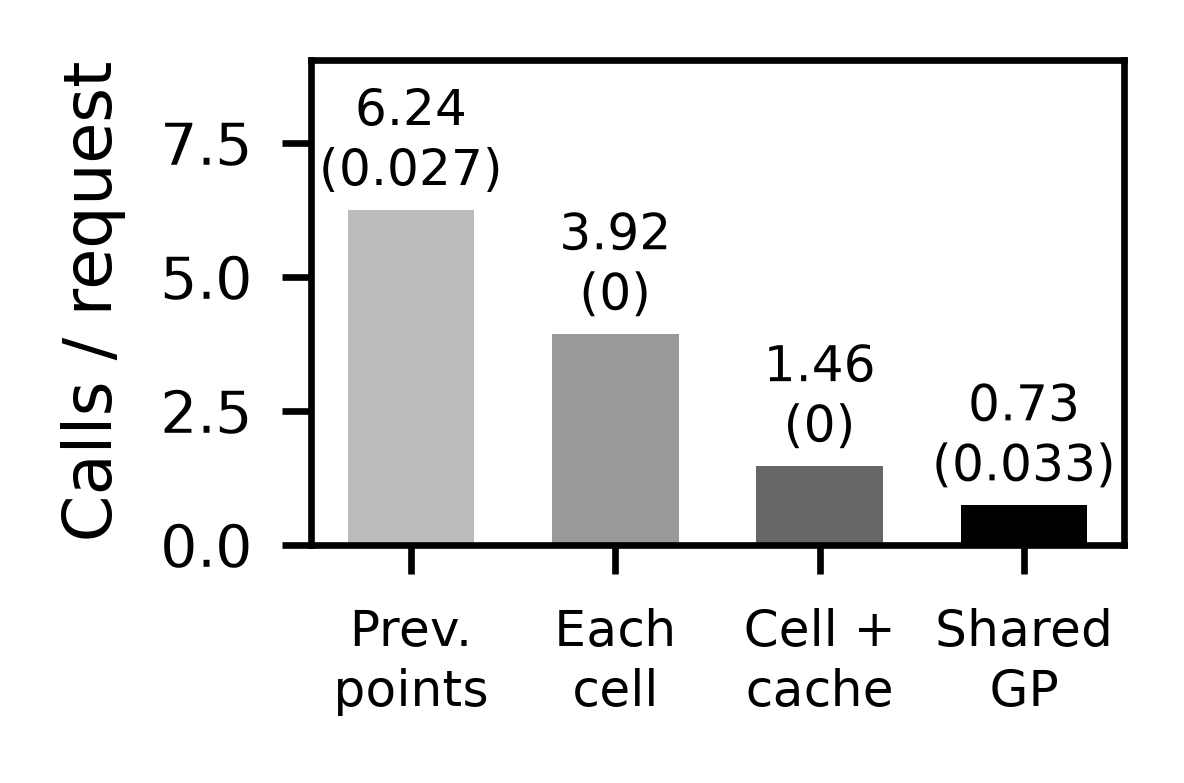 Calls / request
7.5
5.0
2.5
0.0
6.24
(0.027)
3.92
(0)
1.46
(0)
0.73
(0.033)
Prev.
points
Each
cell
Cell +
cache
Shared
GP